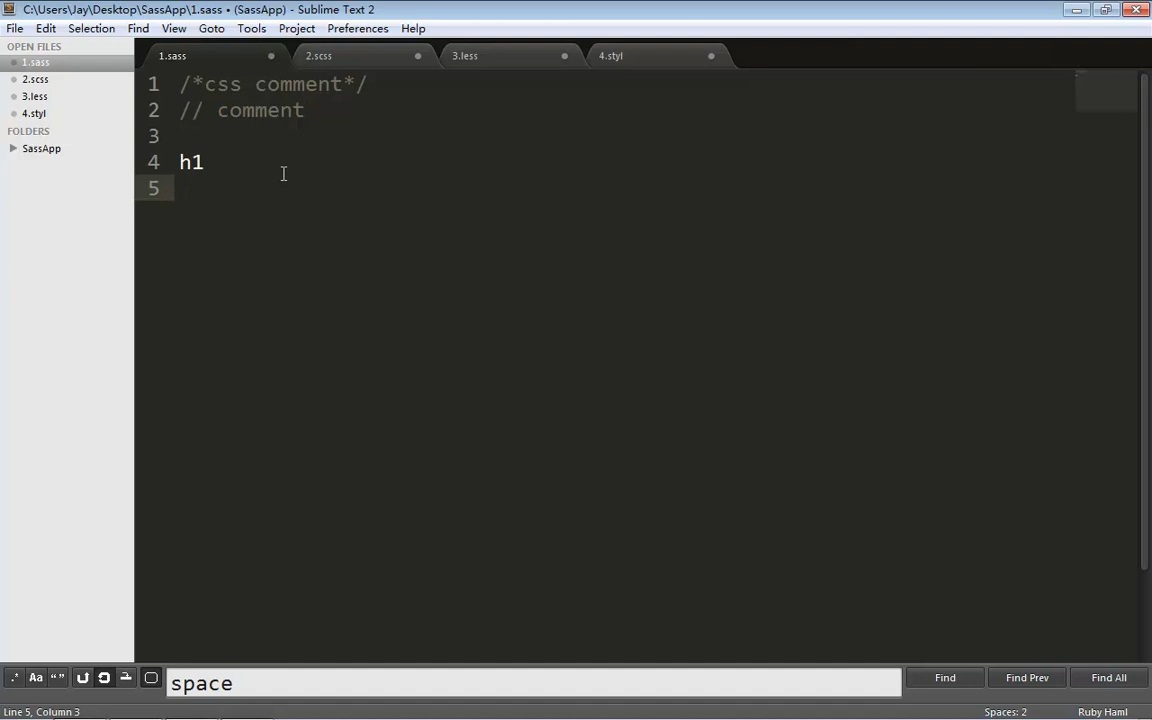 C:\Users\Jay\Desktop\SassApp\1.sass • (SassApp) - Sublime Text 2
File Edit Selection Find View Goto Tools Project Preferences Help
OPEN FILES
1.sass
2.scss
3.less
4.styl
FOLDERS
SassApp
1.sass 2.scss 3.less 4.styl
1 /*css comment*/
2 // comment
3
4 h1
5
.* Aa “”
space
Find Find Prev Find All
Line 5, Column 3 Spaces: 2 Ruby Haml